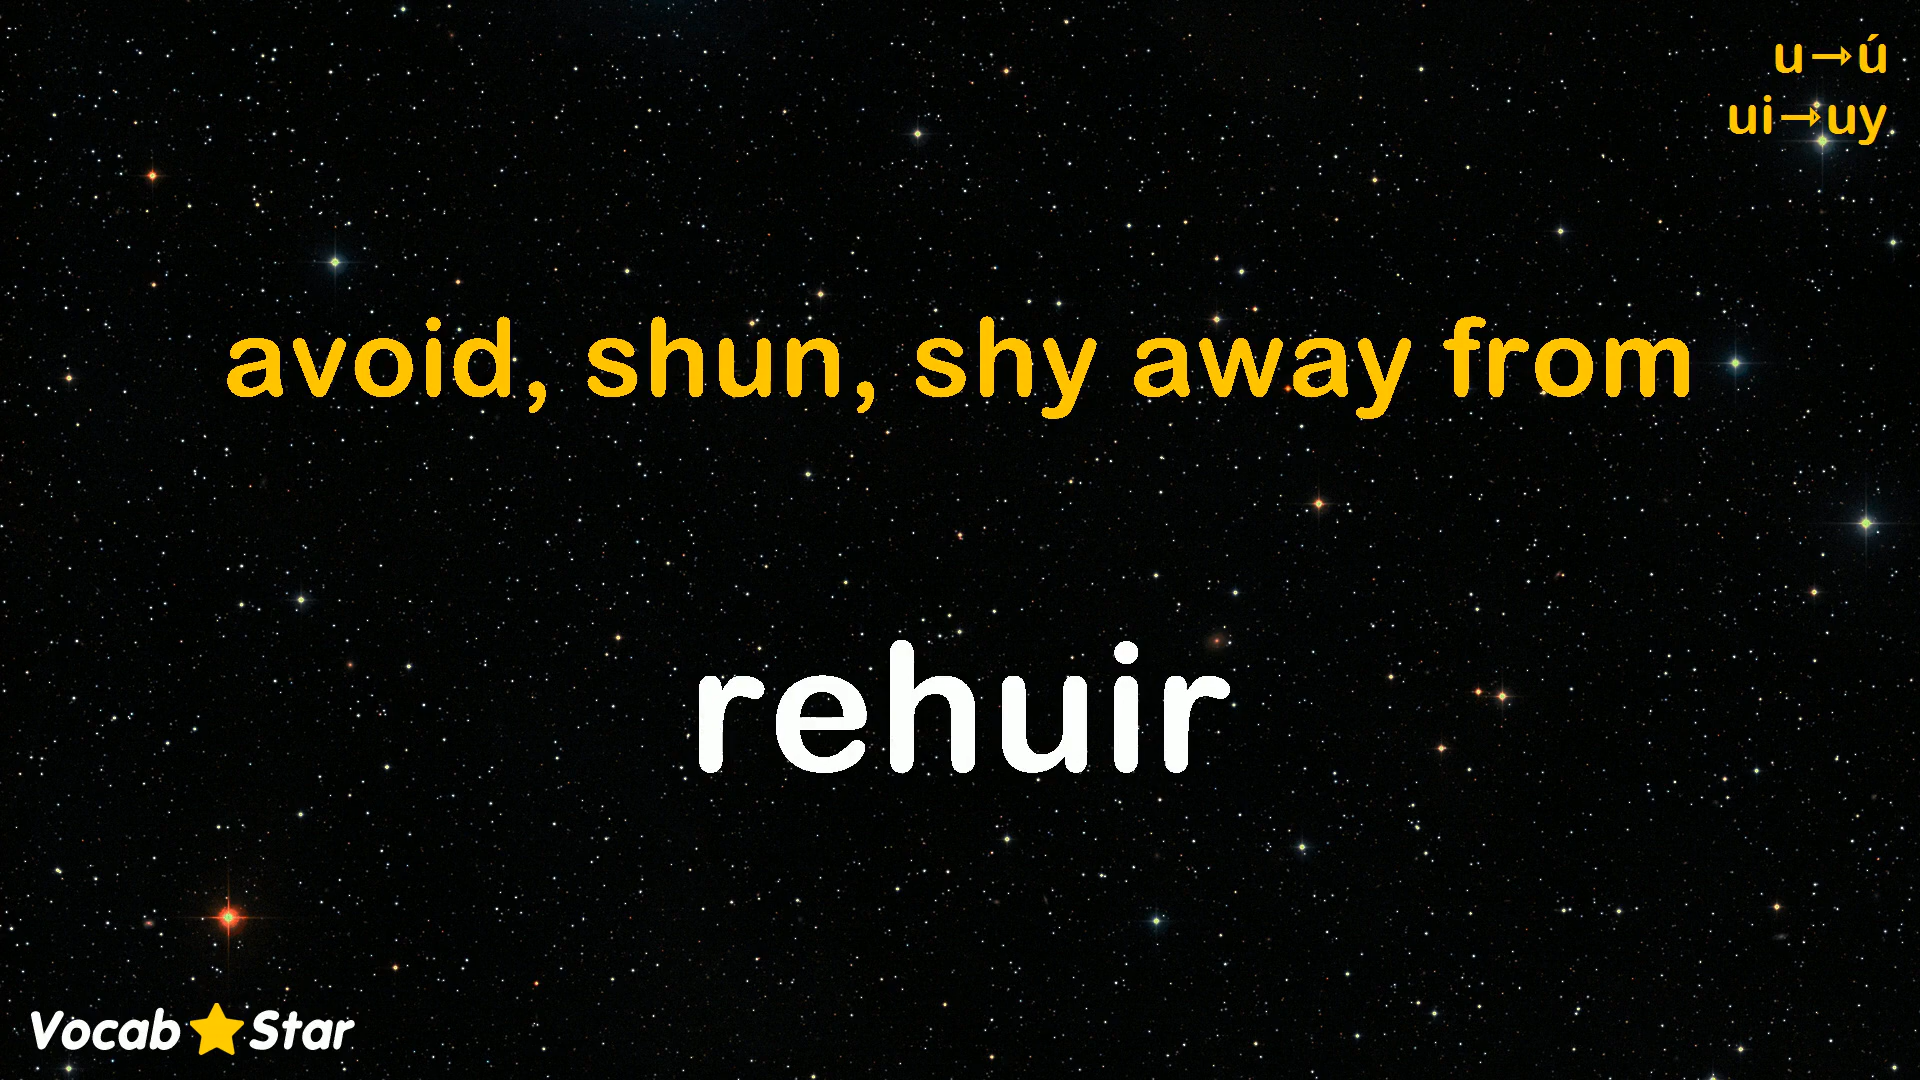 u→ú
ui→uy
avoid, shun, shy away from
rehuir
Vocab Star